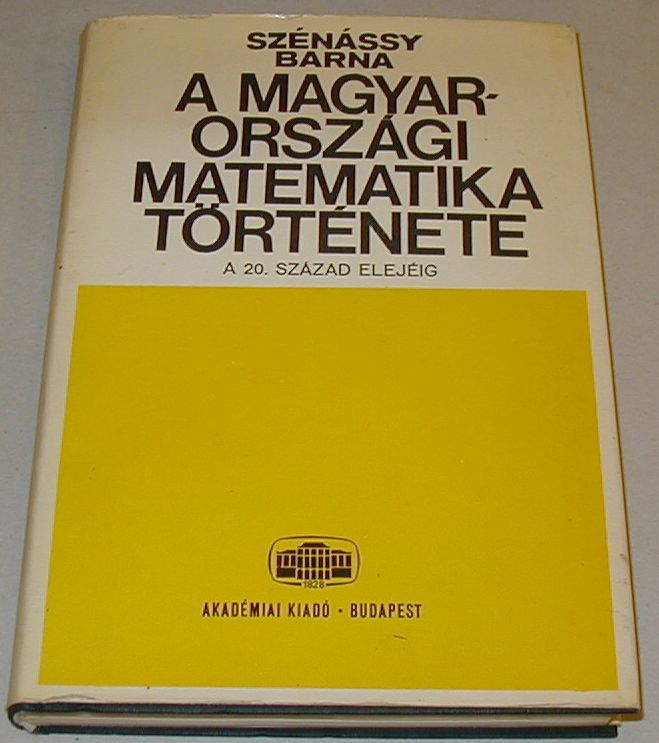 SZÉNÁSSY
BARNA
A MAGYAR-
ORSZÁGI
MATEMATIKA
TÖRTÉNETE
A 20. SZÁZAD ELEJÉIG
1828
AKADÉMIAI KIADÓ · BUDAPEST